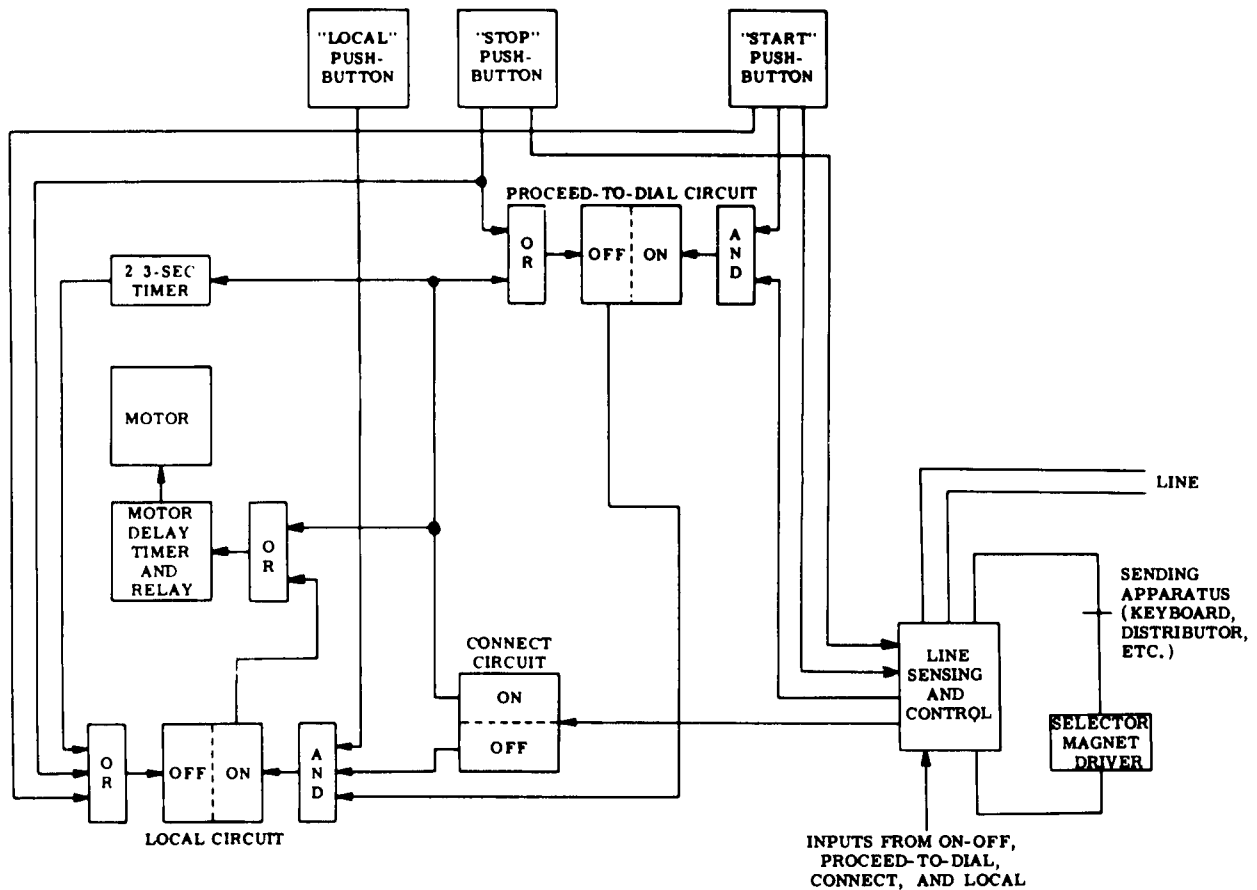 "LOCAL"
PUSH-
BUTTON
"STOP"
PUSH-
BUTTON
"START"
PUSH-
BUTTON
PROCEED-TO-DIAL CIRCUIT
O
R
OFF
ON
A
N
D
2 3-SEC
TIMER
MOTOR
MOTOR
DELAY
TIMER
AND
RELAY
O
R
LINE
SENDING
APPARATUS
(KEYBOARD,
DISTRIBUTOR,
ETC.)
CONNECT
CIRCUIT
ON
OFF
LINE
SENSING
AND
CONTROL
SELECTOR
MAGNET
DRIVER
O
R
OFF
ON
A
N
D
LOCAL CIRCUIT
INPUTS FROM ON-OFF,
PROCEED-TO-DIAL,
CONNECT, AND LOCAL